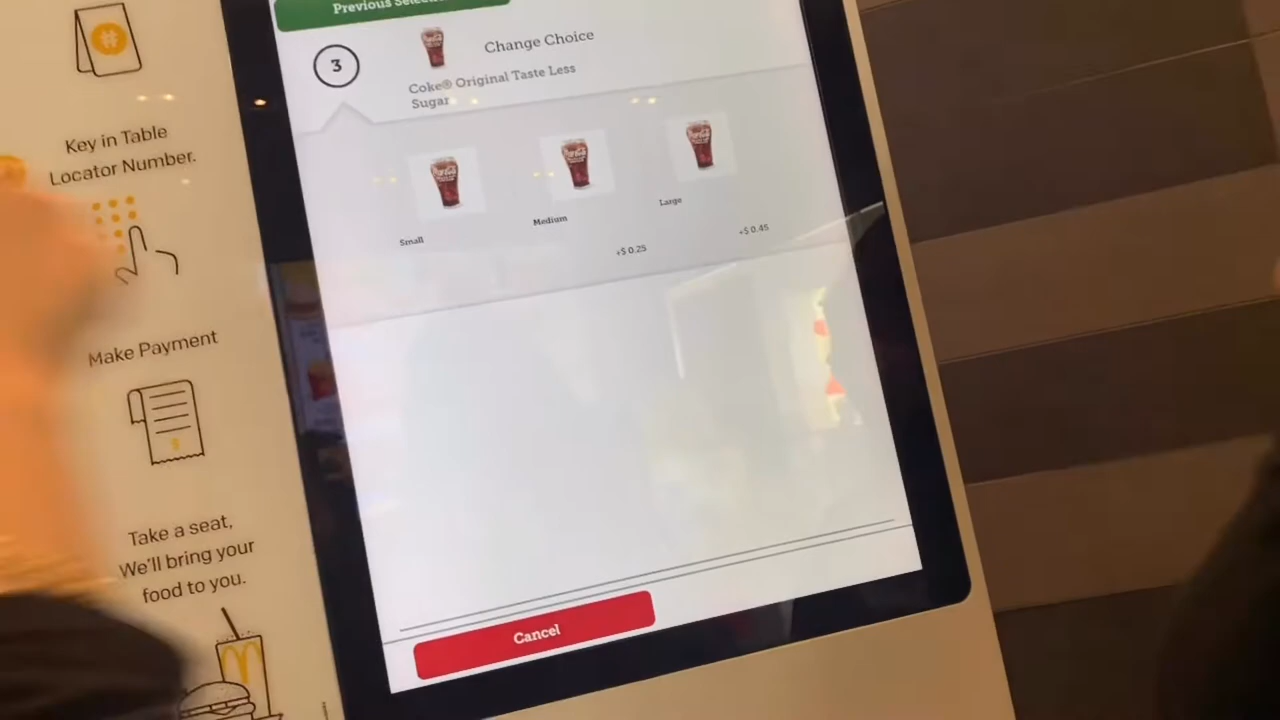 Key in Table
Locator Number.
Make Payment
Take a seat,
We'll bring your
food to you.
Previous
3
Change Choice
Coke® Original Taste Less
Sugar
Small
Medium
+$ 0.25
Large
+$ 0.45
Cancel